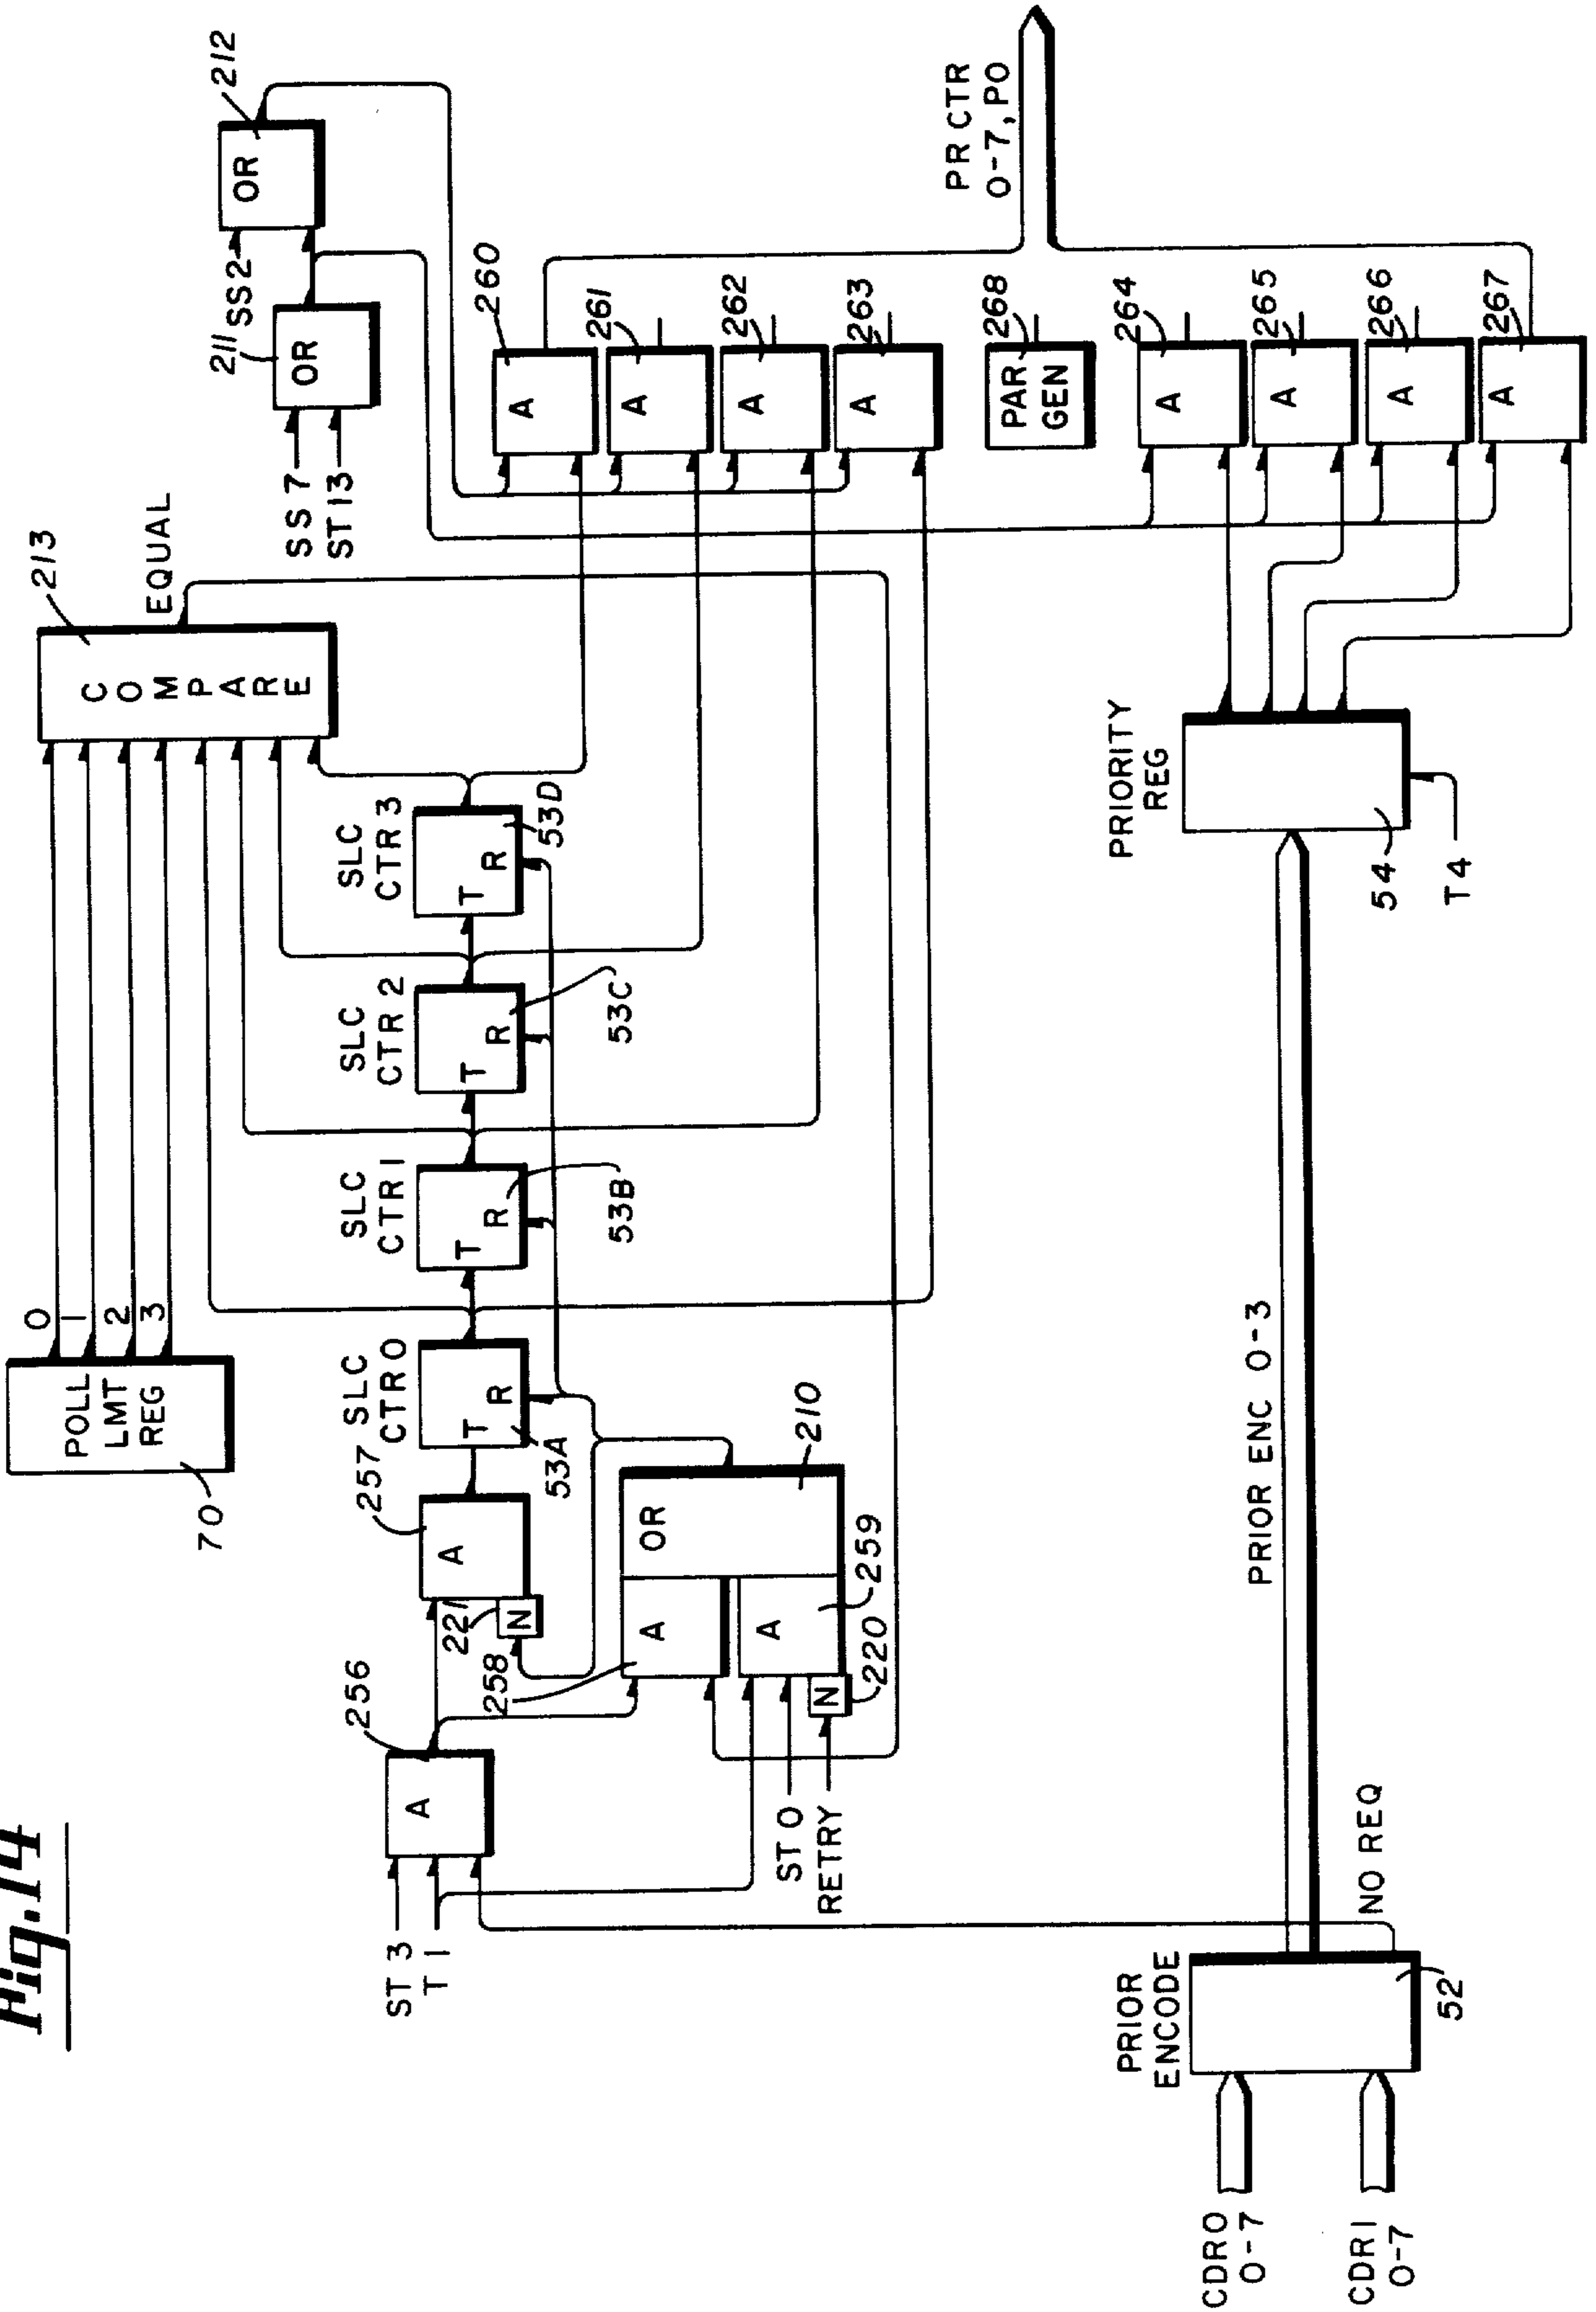 Fig.14
POLL
LMT
REG
0
1
2
3
70
COMPARE
213
EQUAL
211
SS2
OR
212
SS 7
ST 13
OR
256
A
ST 3
T 1
257
A
221
N
SLC
CTR 0
T
R
53A
SLC
CTR 1
T
R
53B
SLC
CTR 2
T
R
53C
SLC
CTR 3
T
R
53D
258
A
A
OR
210
259
N
220
ST 0
RETRY
260
A
261
A
262
A
263
A
268
PAR
GEN
264
A
265
A
266
A
267
A
PR CTR
0-7, P0
PRIOR
ENCODE
52
CDR0
0-7
CDR1
0-7
NO REQ
PRIOR ENC 0-3
PRIORITY
REG
54
T4